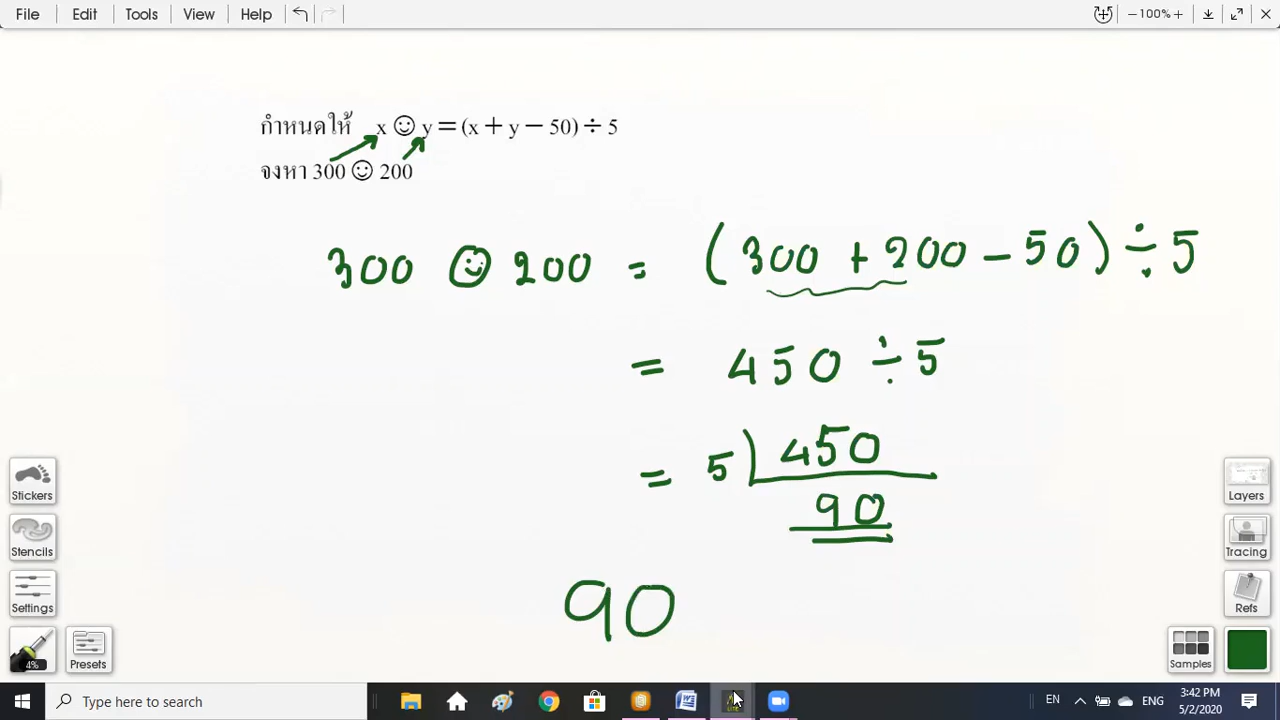 File Edit Tools View Help −100%+
กำหนดให้ x ☺ y = (x + y − 50) ÷ 5
จงหา 300 ☺ 200
300 ☺ 200 = (300 + 200 − 50) ÷ 5
= 450 ÷ 5
= 5 450
90
90
Stickers
Stencils
Settings
4%
Presets
Layers
Tracing
Refs
Samples
Type here to search
EN
ENG
3:42 PM
5/2/2020